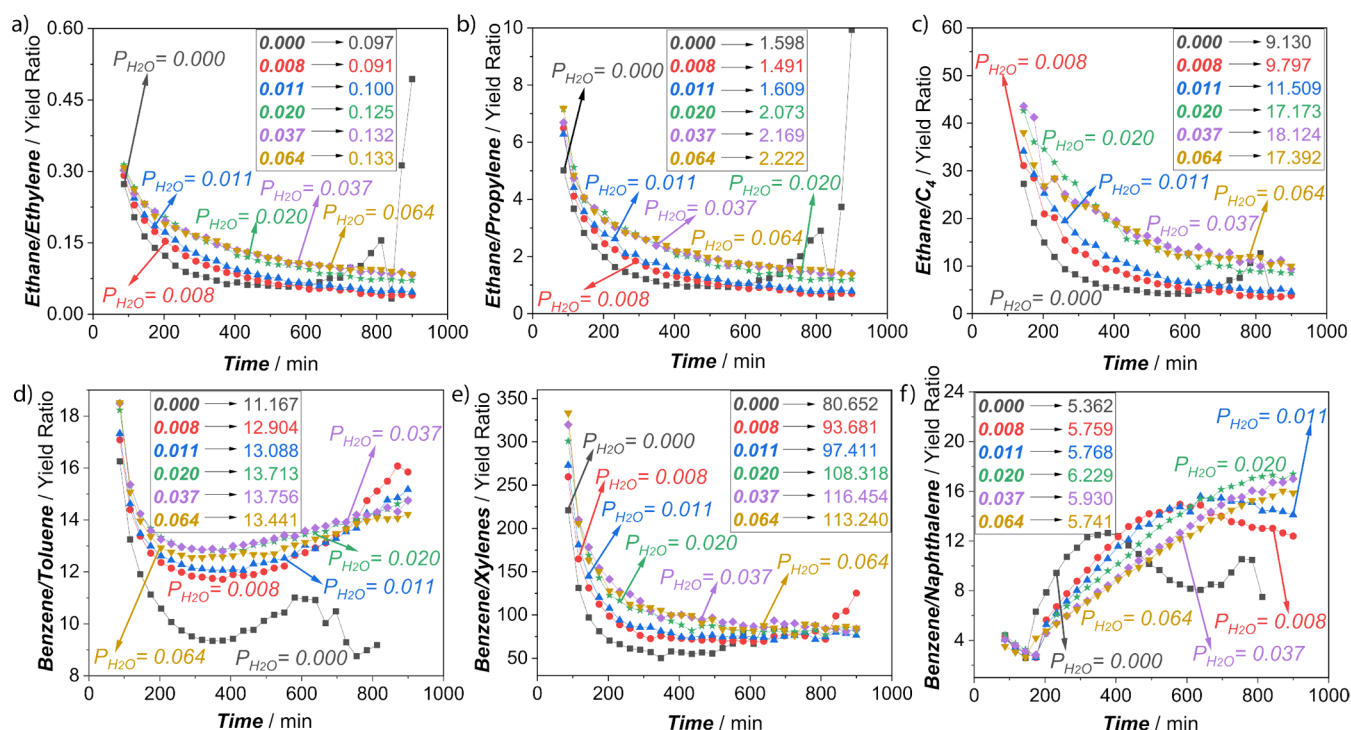 a)
Ethane/Ethylene / Yield Ratio
0.60
0.45
0.30
0.15
0.00
0 200 400 600 800 1000
Time / min
0.000 → 0.097
0.008 → 0.091
0.011 → 0.100
0.020 → 0.125
0.037 → 0.132
0.064 → 0.133
PH2O= 0.000
PH2O= 0.011
PH2O= 0.037
PH2O= 0.020
PH2O= 0.064
PH2O= 0.008
b)
Ethane/Propylene / Yield Ratio
10
8
6
4
2
0
0 200 400 600 800 1000
Time / min
0.000 → 1.598
0.008 → 1.491
0.011 → 1.609
0.020 → 2.073
0.037 → 2.169
0.064 → 2.222
PH2O= 0.000
PH2O= 0.011
PH2O= 0.020
PH2O= 0.037
PH2O= 0.064
PH2O= 0.008
c)
Ethane/C4 / Yield Ratio
60
50
40
30
20
10
0
0 200 400 600 800 1000
Time / min
0.000 → 9.130
0.008 → 9.797
0.011 → 11.509
0.020 → 17.173
0.037 → 18.124
0.064 → 17.392
PH2O= 0.008
PH2O= 0.020
PH2O= 0.011
PH2O= 0.064
PH2O= 0.037
PH2O= 0.000
d)
Benzene/Toluene / Yield Ratio
18
16
14
12
10
8
0 200 400 600 800 1000
Time / min
0.000 → 11.167
0.008 → 12.904
0.011 → 13.088
0.020 → 13.713
0.037 → 13.756
0.064 → 13.441
PH2O= 0.037
PH2O= 0.020
PH2O= 0.008
PH2O= 0.011
PH2O= 0.064
PH2O= 0.000
e)
Benzene/Xylenes / Yield Ratio
350
300
250
200
150
100
50
0 200 400 600 800 1000
Time / min
0.000 → 80.652
0.008 → 93.681
0.011 → 97.411
0.020 → 108.318
0.037 → 116.454
0.064 → 113.240
PH2O= 0.000
PH2O= 0.008
PH2O= 0.011
PH2O= 0.020
PH2O= 0.037
PH2O= 0.064
f)
Benzene/Naphthalene / Yield Ratio
24
20
16
12
8
4
0 200 400 600 800 1000
Time / min
0.000 → 5.362
0.008 → 5.759
0.011 → 5.768
0.020 → 6.229
0.037 → 5.930
0.064 → 5.741
PH2O= 0.011
PH2O= 0.020
PH2O= 0.064
PH2O= 0.008
PH2O= 0.000
PH2O= 0.037